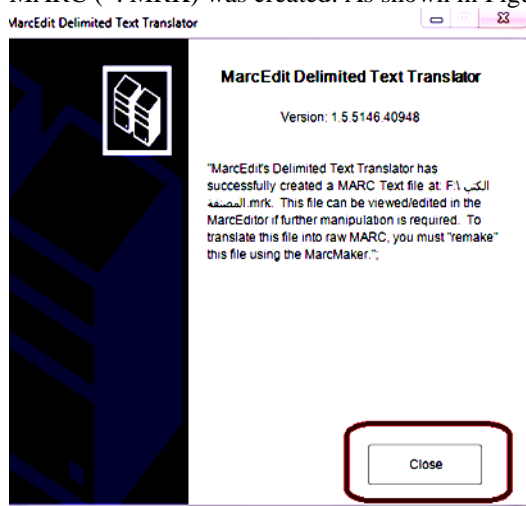 MARC (*. MRK) was created. As shown in Figu
MarcEdit Delimited Text Translator
MarcEdit Delimited Text Translator
Version: 1.5.5146.40948
"MarcEdit's Delimited Text Translator has
successfully created a MARC Text file at: F:\ الكتب
المصنفة.mrk. This file can be viewed/edited in the
MarcEditor if further manipulation is required. To
translate this file into raw MARC, you must "remake"
this file using the MarcMaker.";
Close